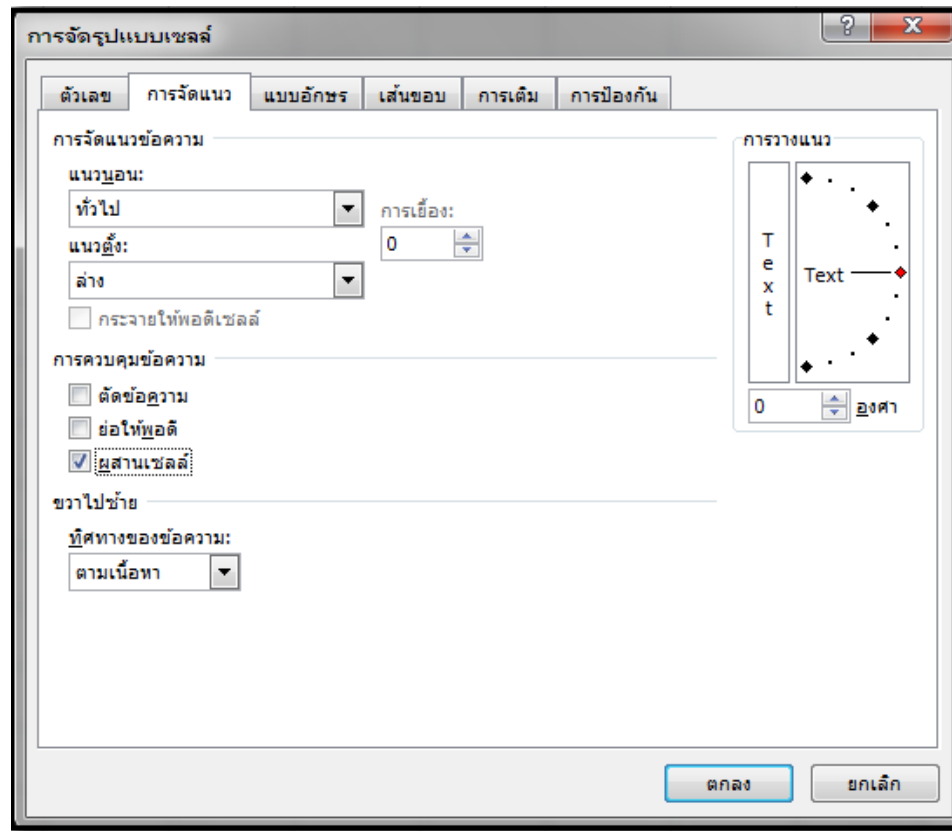 การจัดรูปแบบเซลล์
ตัวเลข การจัดแนว แบบอักษร เส้นขอบ การเติม การป้องกัน
การจัดแนวข้อความ
แนวนอน:
ทั่วไป
การเยื้อง:
0
แนวตั้ง:
ล่าง
กระจายให้พอดีเซลล์
การควบคุมข้อความ
ตัดข้อความ
ย่อให้พอดี
ผสานเซลล์
ขวาไปซ้าย
ทิศทางของข้อความ:
ตามเนื้อหา
การวางแนว
Text
Text
0 องศา
ตกลง ยกเลิก